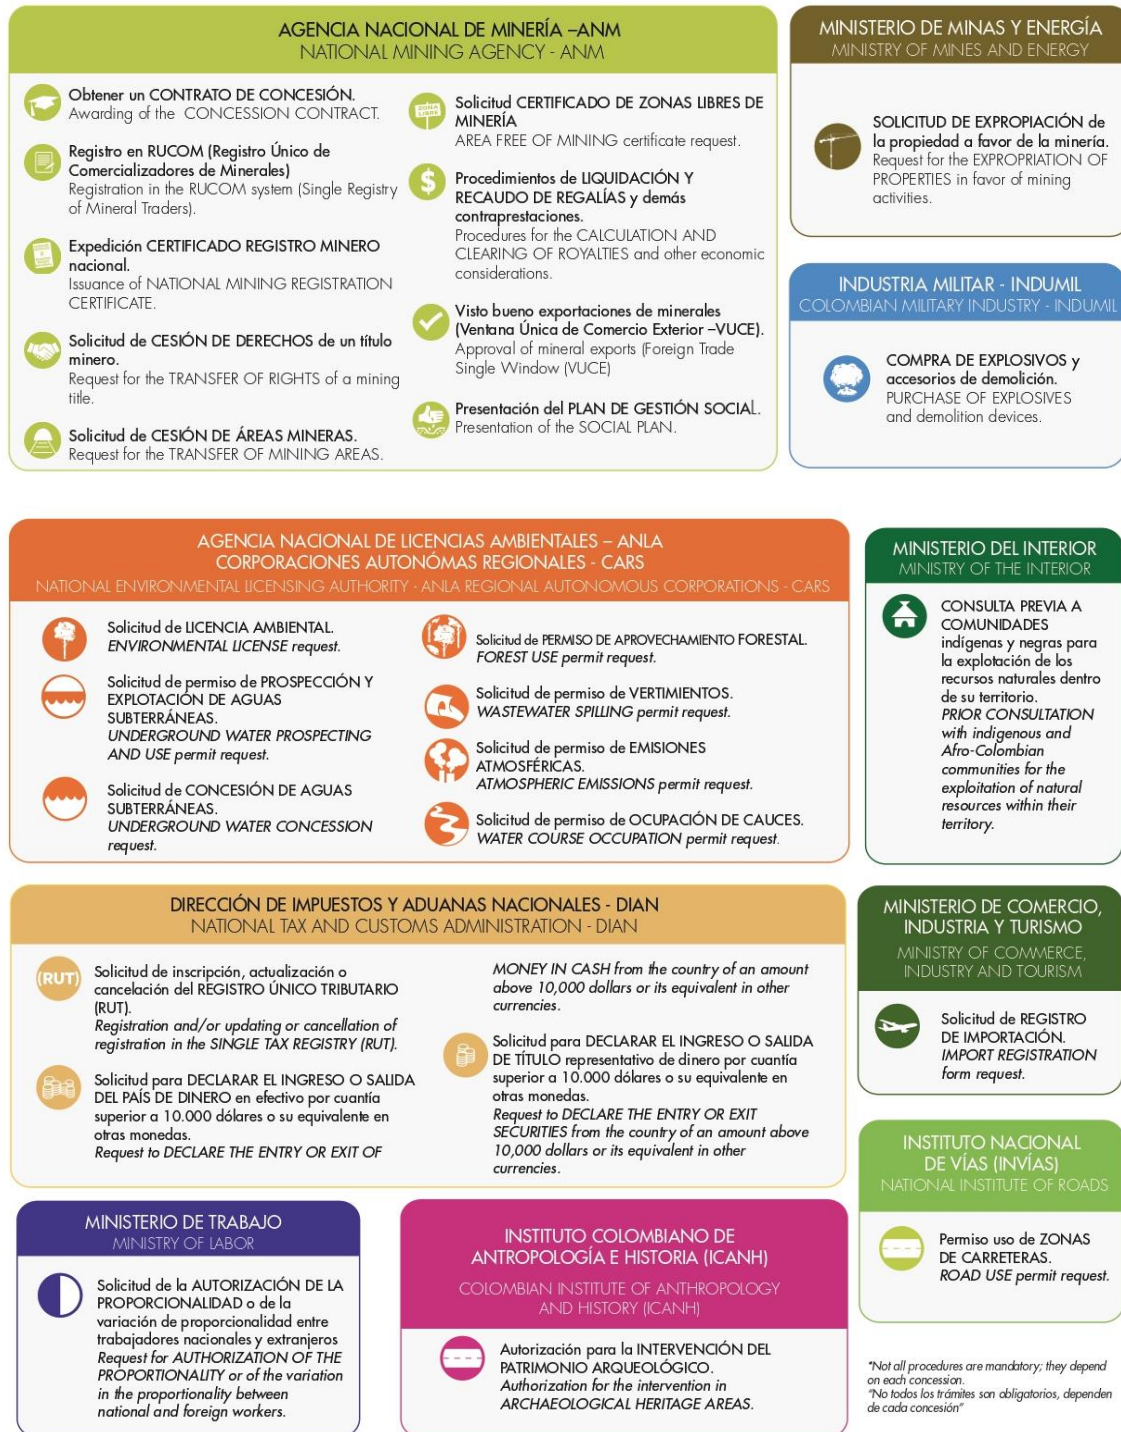 AGENCIA NACIONAL DE MINERÍA –ANM
NATIONAL MINING AGENCY - ANM
Obtener un CONTRATO DE CONCESIÓN.
Awarding of the CONCESSION CONTRACT.
Registro en RUCOM (Registro Único de
Comercializadores de Minerales)
Registration in the RUCOM system (Single Registry
of Mineral Traders).
Expedición CERTIFICADO REGISTRO MINERO
nacional.
Issuance of NATIONAL MINING REGISTRATION
CERTIFICATE.
Solicitud de CESIÓN DE DERECHOS de un título
minero.
Request for the TRANSFER OF RIGHTS of a mining
title.
Solicitud de CESIÓN DE ÁREAS MINERAS.
Request for the TRANSFER OF MINING AREAS.
ZONA
LIBRE
Solicitud CERTIFICADO DE ZONAS LIBRES DE
MINERÍA
AREA FREE OF MINING certificate request.
$
Procedimientos de LIQUIDACIÓN Y
RECAUDO DE REGALÍAS y demás
contraprestaciones.
Procedures for the CALCULATION AND
CLEARING OF ROYALTIES and other economic
considerations.
Visto bueno exportaciones de minerales
(Ventana Única de Comercio Exterior –VUCE).
Approval of mineral exports (Foreign Trade
Single Window (VUCE)
Presentación del PLAN DE GESTIÓN SOCIAL.
Presentation of the SOCIAL PLAN.
MINISTERIO DE MINAS Y ENERGÍA
MINISTRY OF MINES AND ENERGY
SOLICITUD DE EXPROPIACIÓN de
la propiedad a favor de la minería.
Request for the EXPROPRIATION OF
PROPERTIES in favor of mining
activities.
INDUSTRIA MILITAR - INDUMIL
COLOMBIAN MILITARY INDUSTRY - INDUMIL
COMPRA DE EXPLOSIVOS y
accesorios de demolición.
PURCHASE OF EXPLOSIVES
and demolition devices.
AGENCIA NACIONAL DE LICENCIAS AMBIENTALES – ANLA
CORPORACIONES AUTONÓMAS REGIONALES - CARS
NATIONAL ENVIRONMENTAL LICENSING AUTHORITY - ANLA REGIONAL AUTONOMOUS CORPORATIONS - CARS
Solicitud de LICENCIA AMBIENTAL.
ENVIRONMENTAL LICENSE request.
Solicitud de permiso de PROSPECCIÓN Y
EXPLOTACIÓN DE AGUAS
SUBTERRÁNEAS.
UNDERGROUND WATER PROSPECTING
AND USE permit request.
Solicitud de CONCESIÓN DE AGUAS
SUBTERRÁNEAS.
UNDERGROUND WATER CONCESSION
request.
Solicitud de PERMISO DE APROVECHAMIENTO FORESTAL.
FOREST USE permit request.
Solicitud de permiso de VERTIMIENTOS.
WASTEWATER SPILLING permit request.
Solicitud de permiso de EMISIONES
ATMOSFÉRICAS.
ATMOSPHERIC EMISSIONS permit request.
Solicitud de permiso de OCUPACIÓN DE CAUCES.
WATER COURSE OCCUPATION permit request.
MINISTERIO DEL INTERIOR
MINISTRY OF THE INTERIOR
CONSULTA PREVIA A
COMUNIDADES
indígenas y negras para
la explotación de los
recursos naturales dentro
de su territorio.
PRIOR CONSULTATION
with indigenous and
Afro-Colombian
communities for the
exploitation of natural
resources within their
territory.
DIRECCIÓN DE IMPUESTOS Y ADUANAS NACIONALES - DIAN
NATIONAL TAX AND CUSTOMS ADMINISTRATION - DIAN
(RUT)
Solicitud de inscripción, actualización o
cancelación del REGISTRO ÚNICO TRIBUTARIO
(RUT).
Registration and/or updating or cancellation of
registration in the SINGLE TAX REGISTRY (RUT).
Solicitud para DECLARAR EL INGRESO O SALIDA
DEL PAÍS DE DINERO en efectivo por cuantía
superior a 10.000 dólares o su equivalente en
otras monedas.
Request to DECLARE THE ENTRY OR EXIT OF
MONEY IN CASH from the country of an amount
above 10,000 dollars or its equivalent in other
currencies.
Solicitud para DECLARAR EL INGRESO O SALIDA
DE TÍTULO representativo de dinero por cuantía
superior a 10.000 dólares o su equivalente en
otras monedas.
Request to DECLARE THE ENTRY OR EXIT
SECURITIES from the country of an amount above
10,000 dollars or its equivalent in other
currencies.
MINISTERIO DE COMERCIO,
INDUSTRIA Y TURISMO
MINISTRY OF COMMERCE,
INDUSTRY AND TOURISM
Solicitud de REGISTRO
DE IMPORTACIÓN.
IMPORT REGISTRATION
form request.
INSTITUTO NACIONAL
DE VÍAS (INVÍAS)
NATIONAL INSTITUTE OF ROADS
Permiso uso de ZONAS
DE CARRETERAS.
ROAD USE permit request.
MINISTERIO DE TRABAJO
MINISTRY OF LABOR
Solicitud de la AUTORIZACIÓN DE LA
PROPORCIONALIDAD o de la
variación de proporcionalidad entre
trabajadores nacionales y extranjeros
Request for AUTHORIZATION OF THE
PROPORTIONALITY or of the variation
in the proportionality between
national and foreign workers.
INSTITUTO COLOMBIANO DE
ANTROPOLOGÍA E HISTORIA (ICANH)
COLOMBIAN INSTITUTE OF ANTHROPOLOGY
AND HISTORY (ICANH)
Autorización para la INTERVENCIÓN DEL
PATRIMONIO ARQUEOLÓGICO.
Authorization for the intervention in
ARCHAEOLOGICAL HERITAGE AREAS.
*Not all procedures are mandatory; they depend
on each concession.
"No todos los trámites son obligatorios, dependen
de cada concesión"